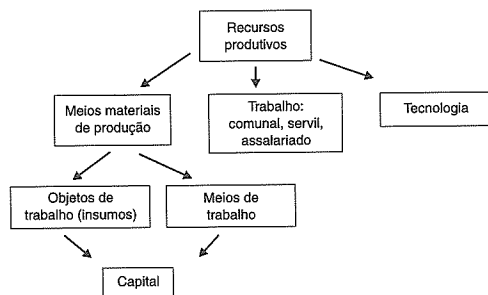 Recursos
produtivos
Meios materiais
de produção
Trabalho:
comunal, servil,
assalariado
Tecnologia
Objetos de
trabalho (insumos)
Meios de
trabalho
Capital